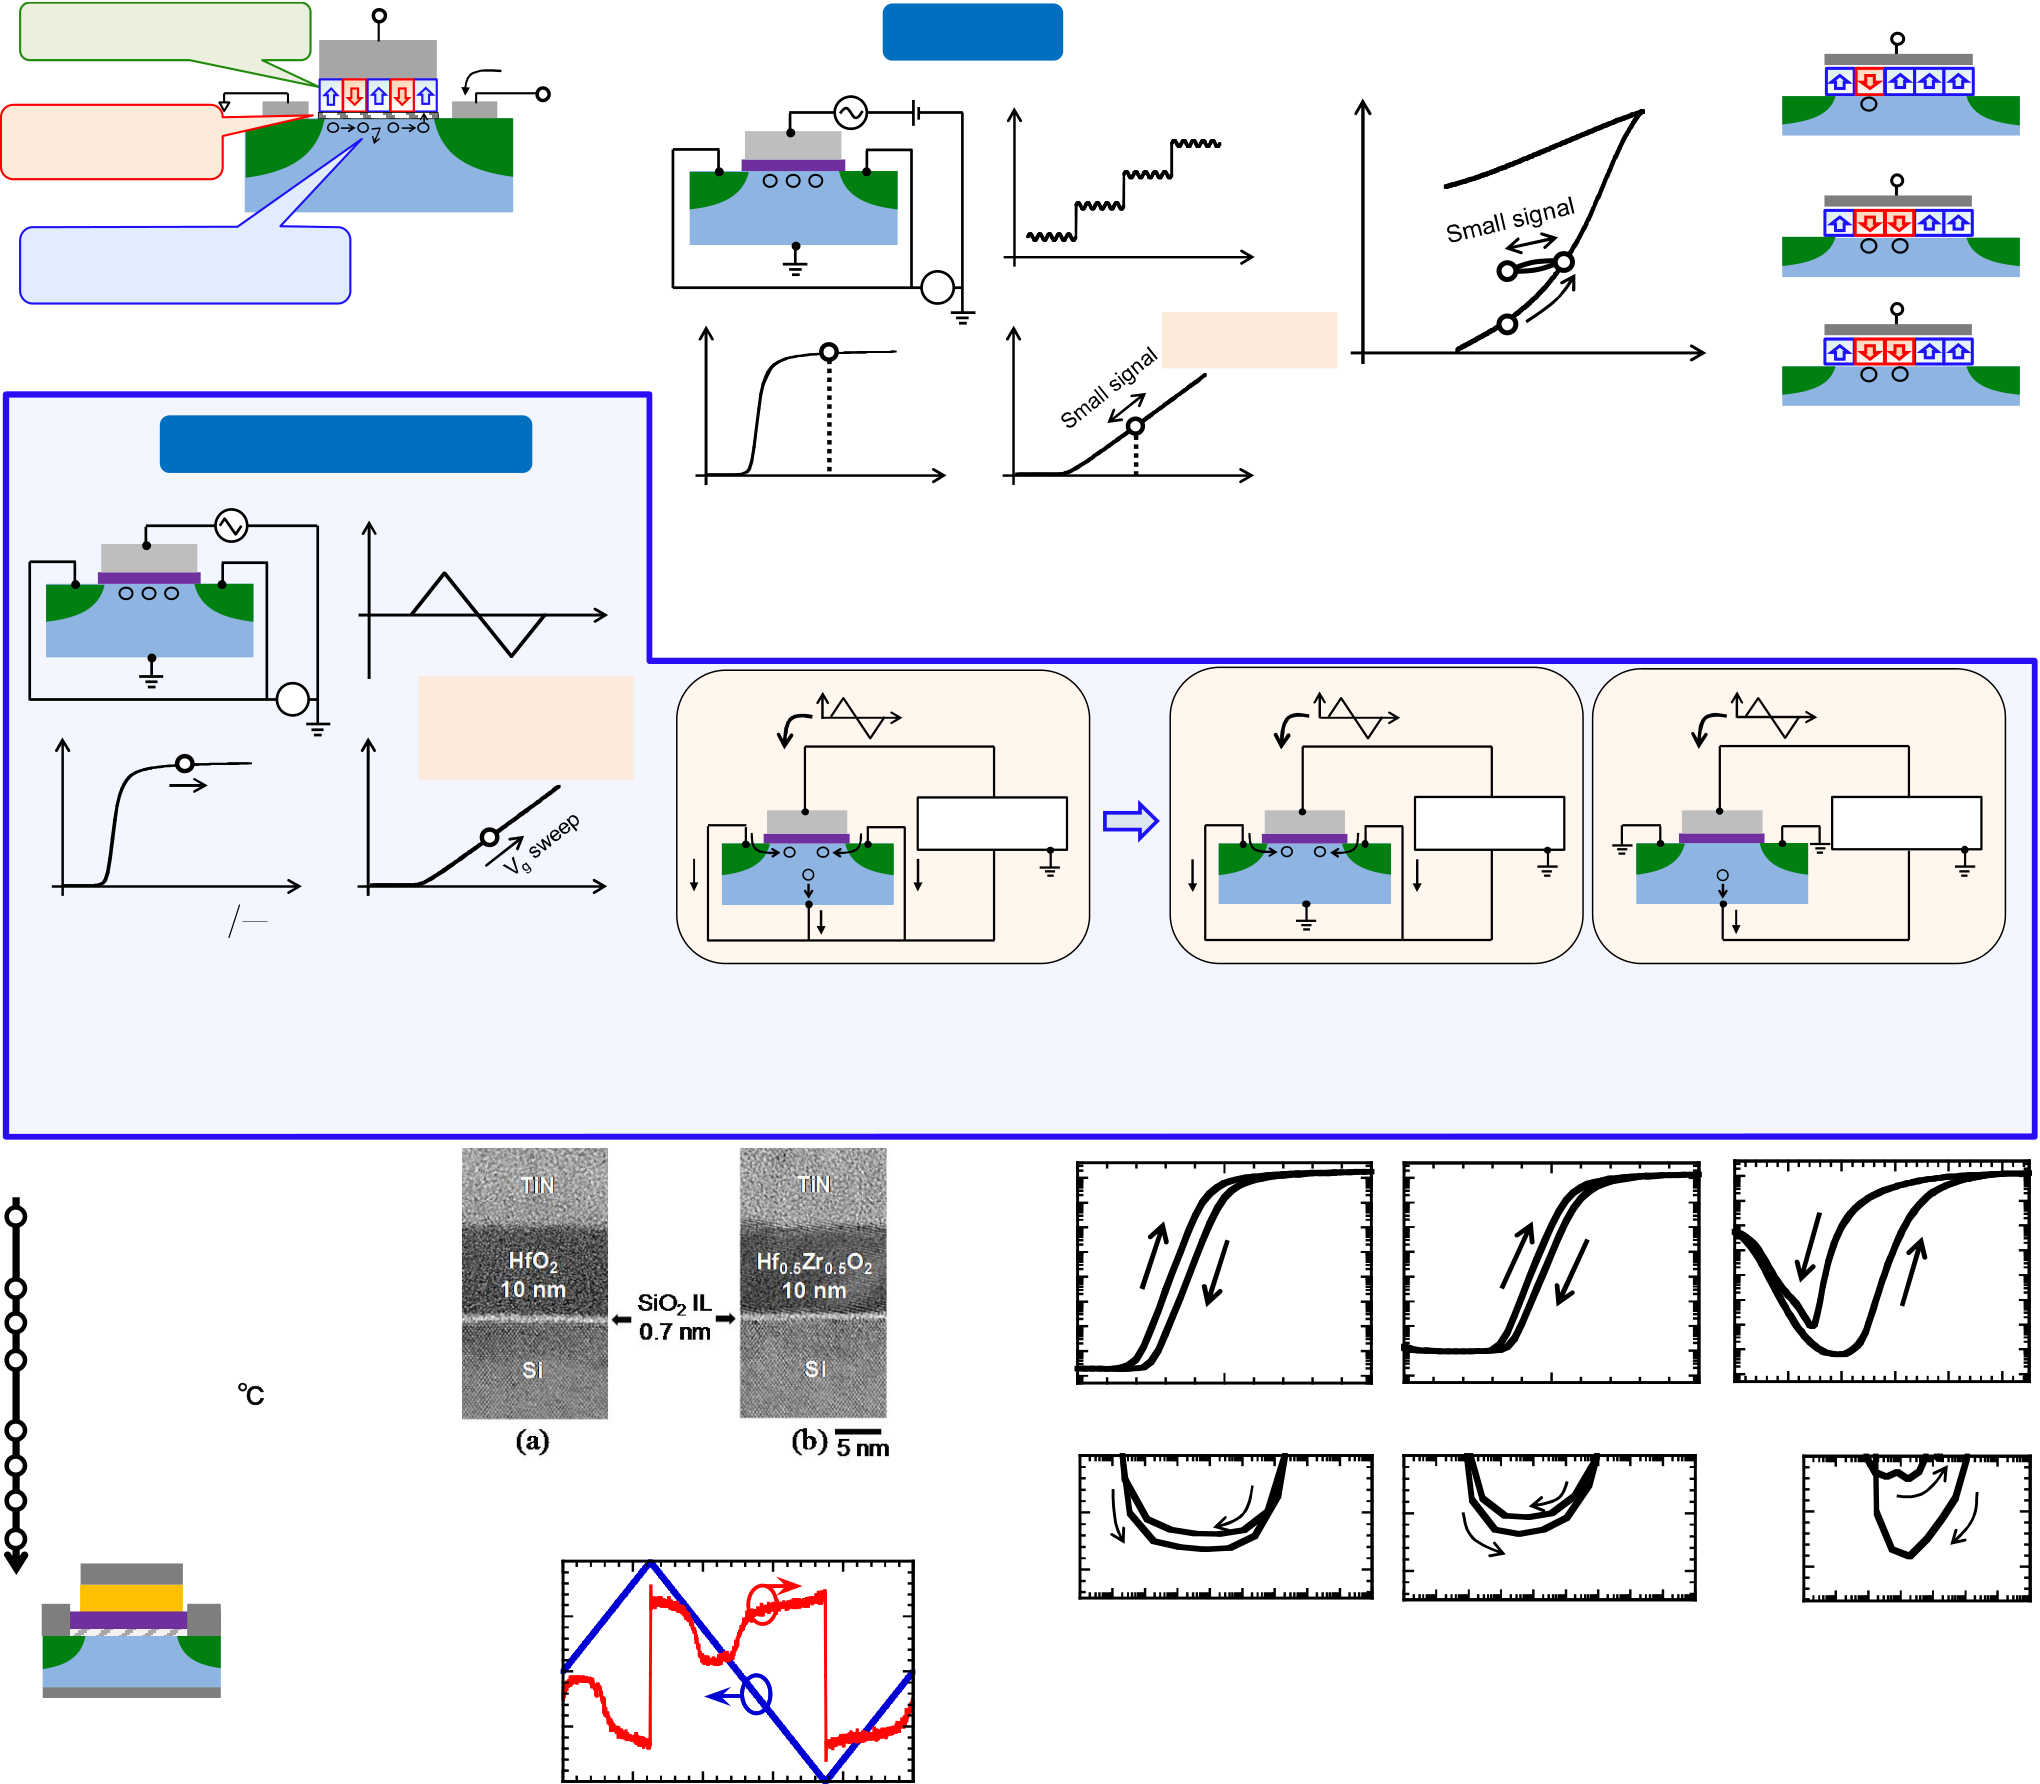 Small signal
Small signal
V_g sweep
TiN
TiN
HfO₂
10 nm
Hf₀.₅Zr₀.₅O₂
10 nm
SiO₂ IL
0.7 nm
Si
Si
℃
(a)
(b)
5 nm